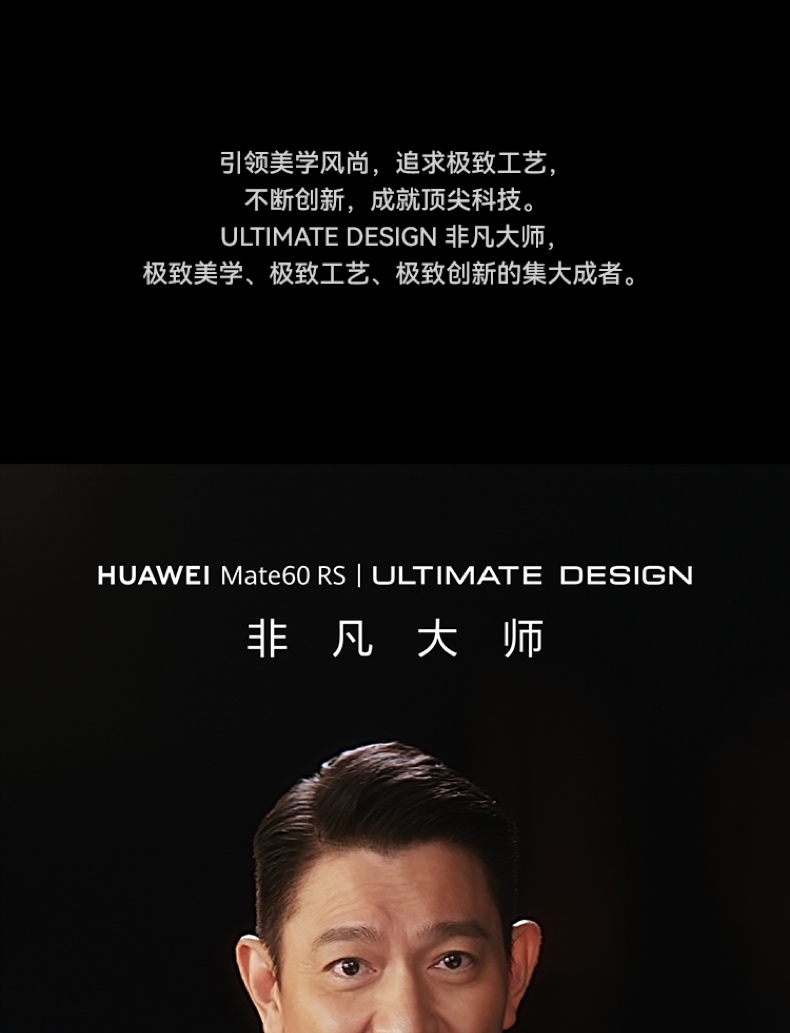 引领美学风尚，追求极致工艺，
不断创新，成就顶尖科技。
ULTIMATE DESIGN 非凡大师，
极致美学、极致工艺、极致创新的集大成者。
HUAWEI Mate60 RS | ULTIMATE DESIGN
非凡大师